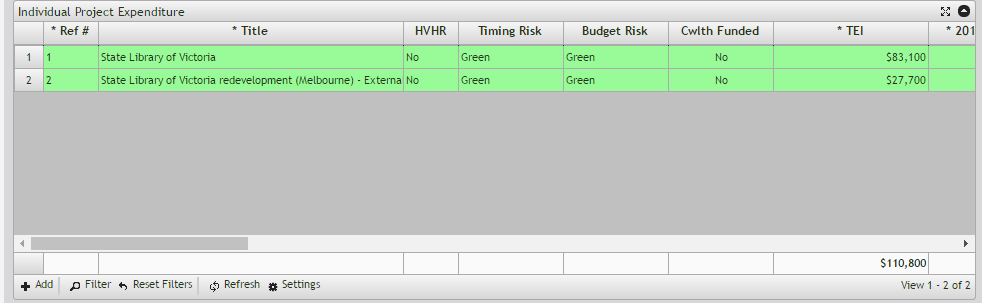 Individual Project Expenditure
* Ref # * Title HVHR Timing Risk Budget Risk Cwlth Funded * TEI * 201
1 1 State Library of Victoria No Green Green No $83,100
2 2 State Library of Victoria redevelopment (Melbourne) - Externa No Green Green No $27,700
$110,800
Add Filter Reset Filters Refresh Settings View 1 - 2 of 2